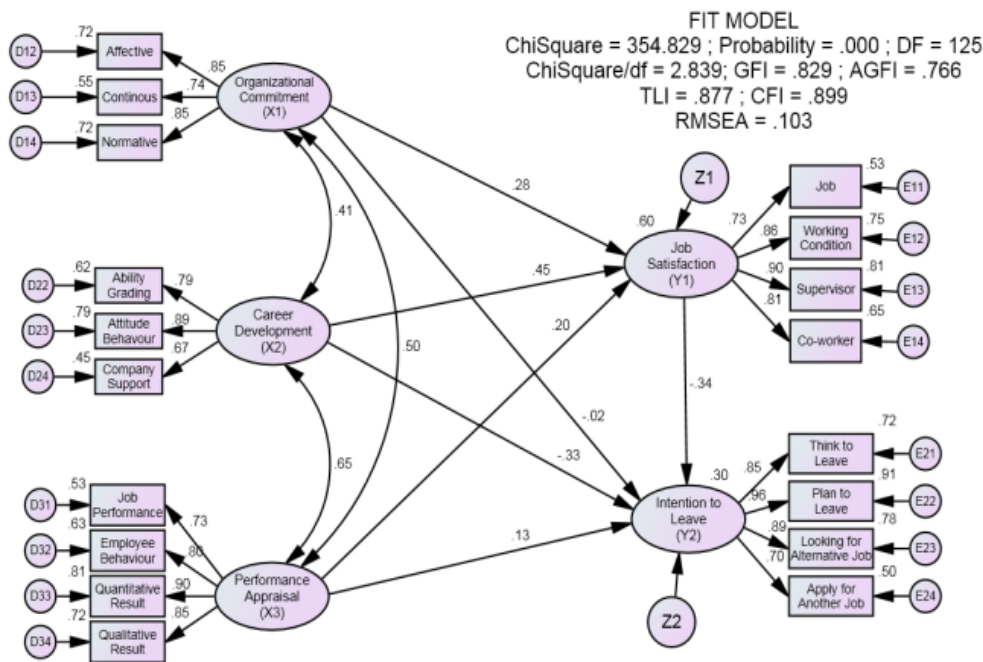 FIT MODEL
ChiSquare = 354.829 ; Probability = .000 ; DF = 125
ChiSquare/df = 2.839; GFI = .829 ; AGFI = .766
TLI = .877 ; CFI = .899
RMSEA = .103
D12
.72
Affective
.85
D13
.55
Continous
.74
D14
.72
Normative
.85
Organizational
Commitment
(X1)
.41
.50
.28
-.02
D22
.62
Ability
Grading
.79
D23
.79
Attitude
Behaviour
.89
D24
.45
Company
Support
.67
Career
Development
(X2)
.45
-.33
.65
D31
.53
Job
Performance
.73
D32
.63
Employee
Behaviour
.80
D33
.81
Quantitative
Result
.90
D34
.72
Qualitative
Result
.85
Performance
Appraisal
(X3)
.20
.13
Z1
.60
Job
Satisfaction
(Y1)
.73
Job
.53
E11
.86
Working
Condition
.75
E12
.90
Supervisor
.81
E13
.81
Co-worker
.65
E14
-.34
.30
Intention to
Leave
(Y2)
Z2
.85
Think to
Leave
.72
E21
.96
Plan to
Leave
.91
E22
.89
Looking for
Alternative Job
.78
E23
.70
Apply for
Another Job
.50
E24